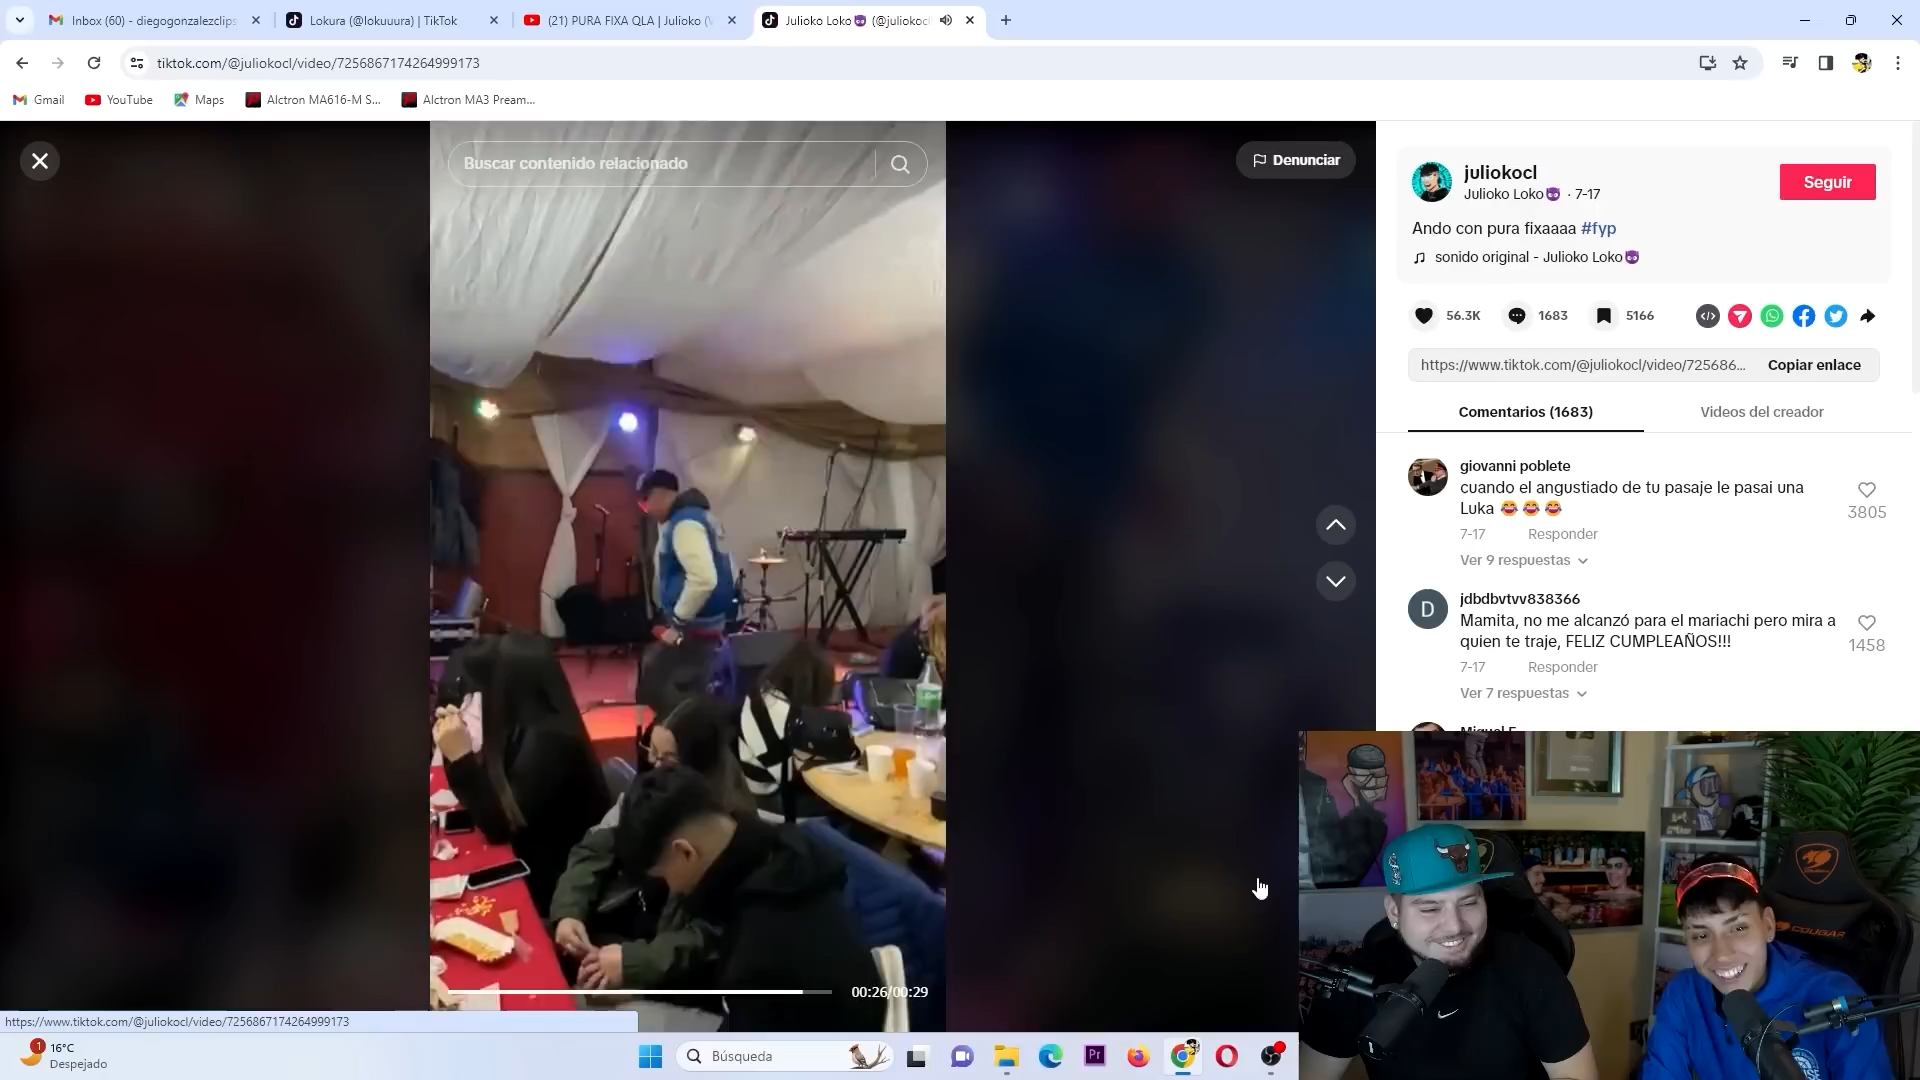 Inbox (60) - diegogonzalezclips
Lokura (@lokuuura) | TikTok
(21) PURA FIXA QLA | Julioko (
Julioko Loko😈 (@juliokocl
tiktok.com/@juliokocl/video/7256867174264999173
Gmail
YouTube
Maps
Alctron MA616-M S...
Alctron MA3 Pream...
Buscar contenido relacionado
Denunciar
juliokocl
Julioko Loko😈 · 7-17
Seguir
Ando con pura fixaaaa #fyp
sonido original - Julioko Loko😈
56.3K
1683
5166
https://www.tiktok.com/@juliokocl/video/725686...
Copiar enlace
Comentarios (1683)
Videos del creador
giovanni poblete
cuando el angustiado de tu pasaje le pasai una
Luka 😂 😂 😂
3805
7-17
Responder
Ver 9 respuestas
D
jdbdbvtvv838366
Mamita, no me alcanzó para el mariachi pero mira a
quien te traje, FELIZ CUMPLEAÑOS!!!
1458
7-17
Responder
Ver 7 respuestas
00:26/00:29
https://www.tiktok.com/@juliokocl/video/7256867174264999173
1
16°C
Despejado
Búsqueda
Pr
COUGAR